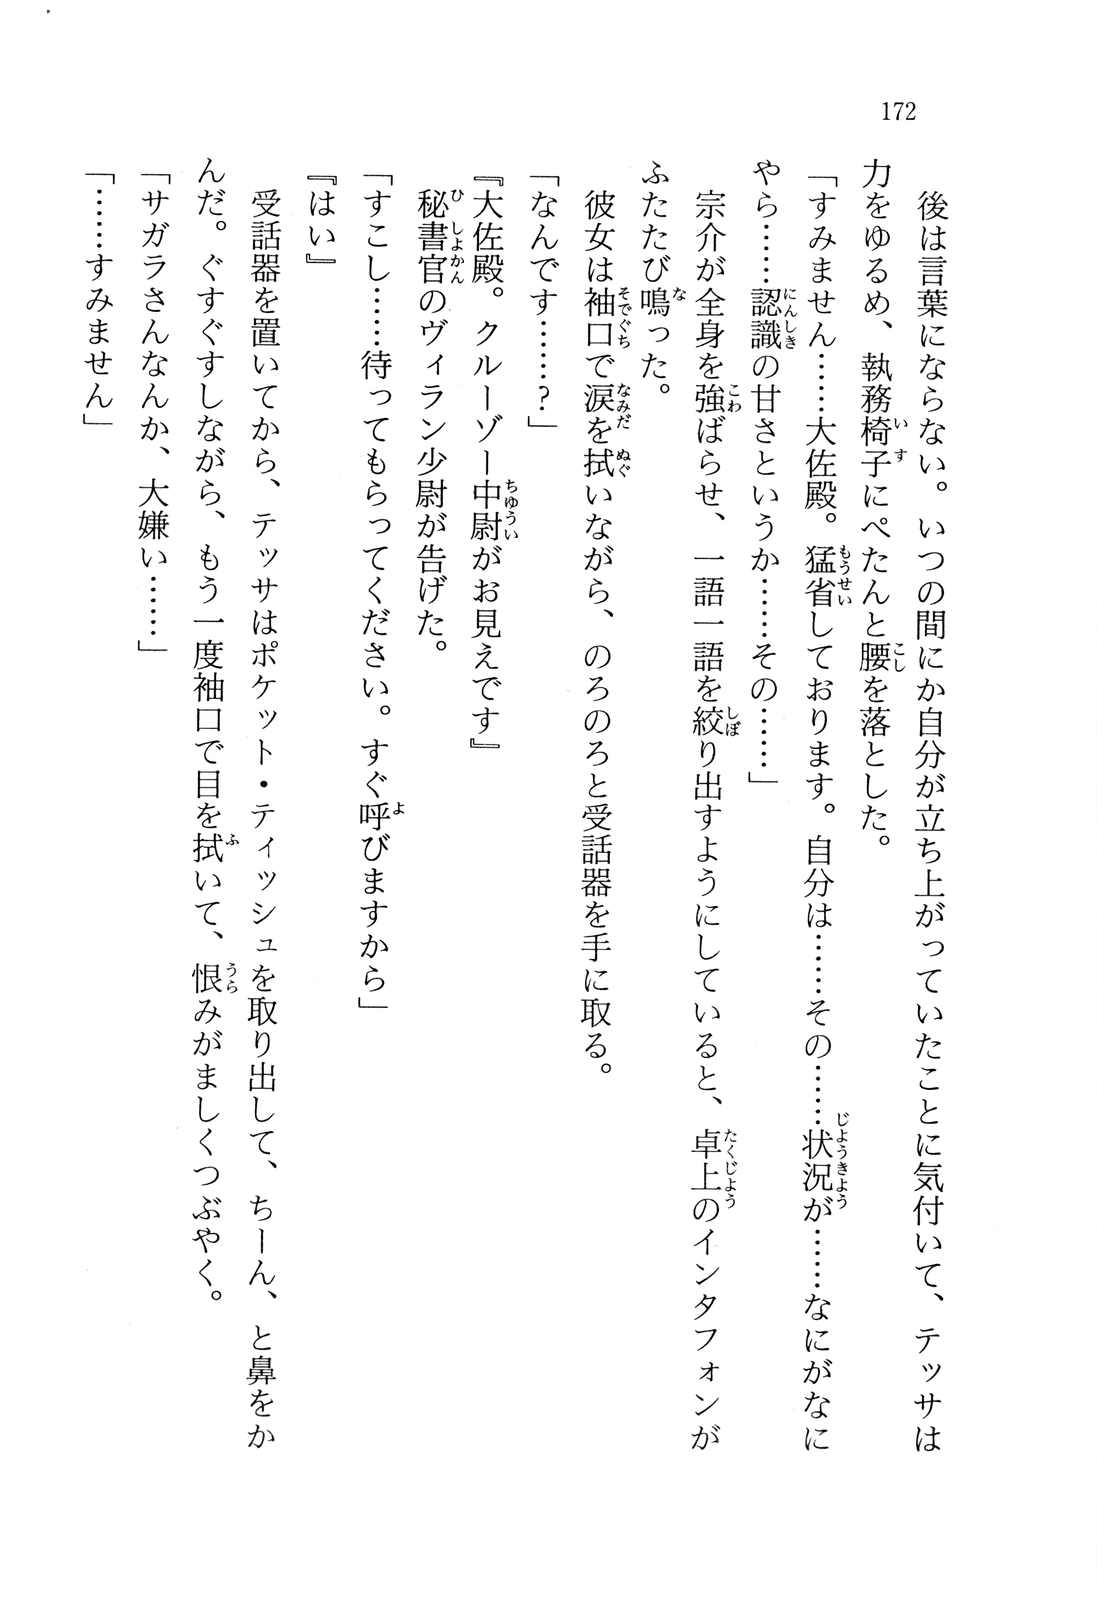 172
後は言葉にならない。いつの間にか自分が立ち上がっていたことに気付いて、テッサは
力をゆるめ、執務椅子にぺたんと腰を落とした。
「すみません……大佐殿。猛省しております。自分は……その……状況が……なにがなに
やら……認識の甘さというか……その……」
宗介が全身を強ばらせ、一語一語を絞り出すようにしていると、卓上のインタフォンが
ふたたび鳴った。
彼女は袖口で涙を拭いながら、のろのろと受話器を手に取る。
「なんです……?」
『大佐殿。クルーゾー中尉がお見えです』
秘書官のヴィラン少尉が告げた。
「すこし……待ってもらってください。すぐ呼びますから」
『はい』
受話器を置いてから、テッサはポケット・ティッシュを取り出して、ちーん、と鼻をか
んだ。ぐすぐすしながら、もう一度袖口で目を拭いて、恨みがましくつぶやく。
「サガラさんなんか、大嫌い……」
「……すみません」